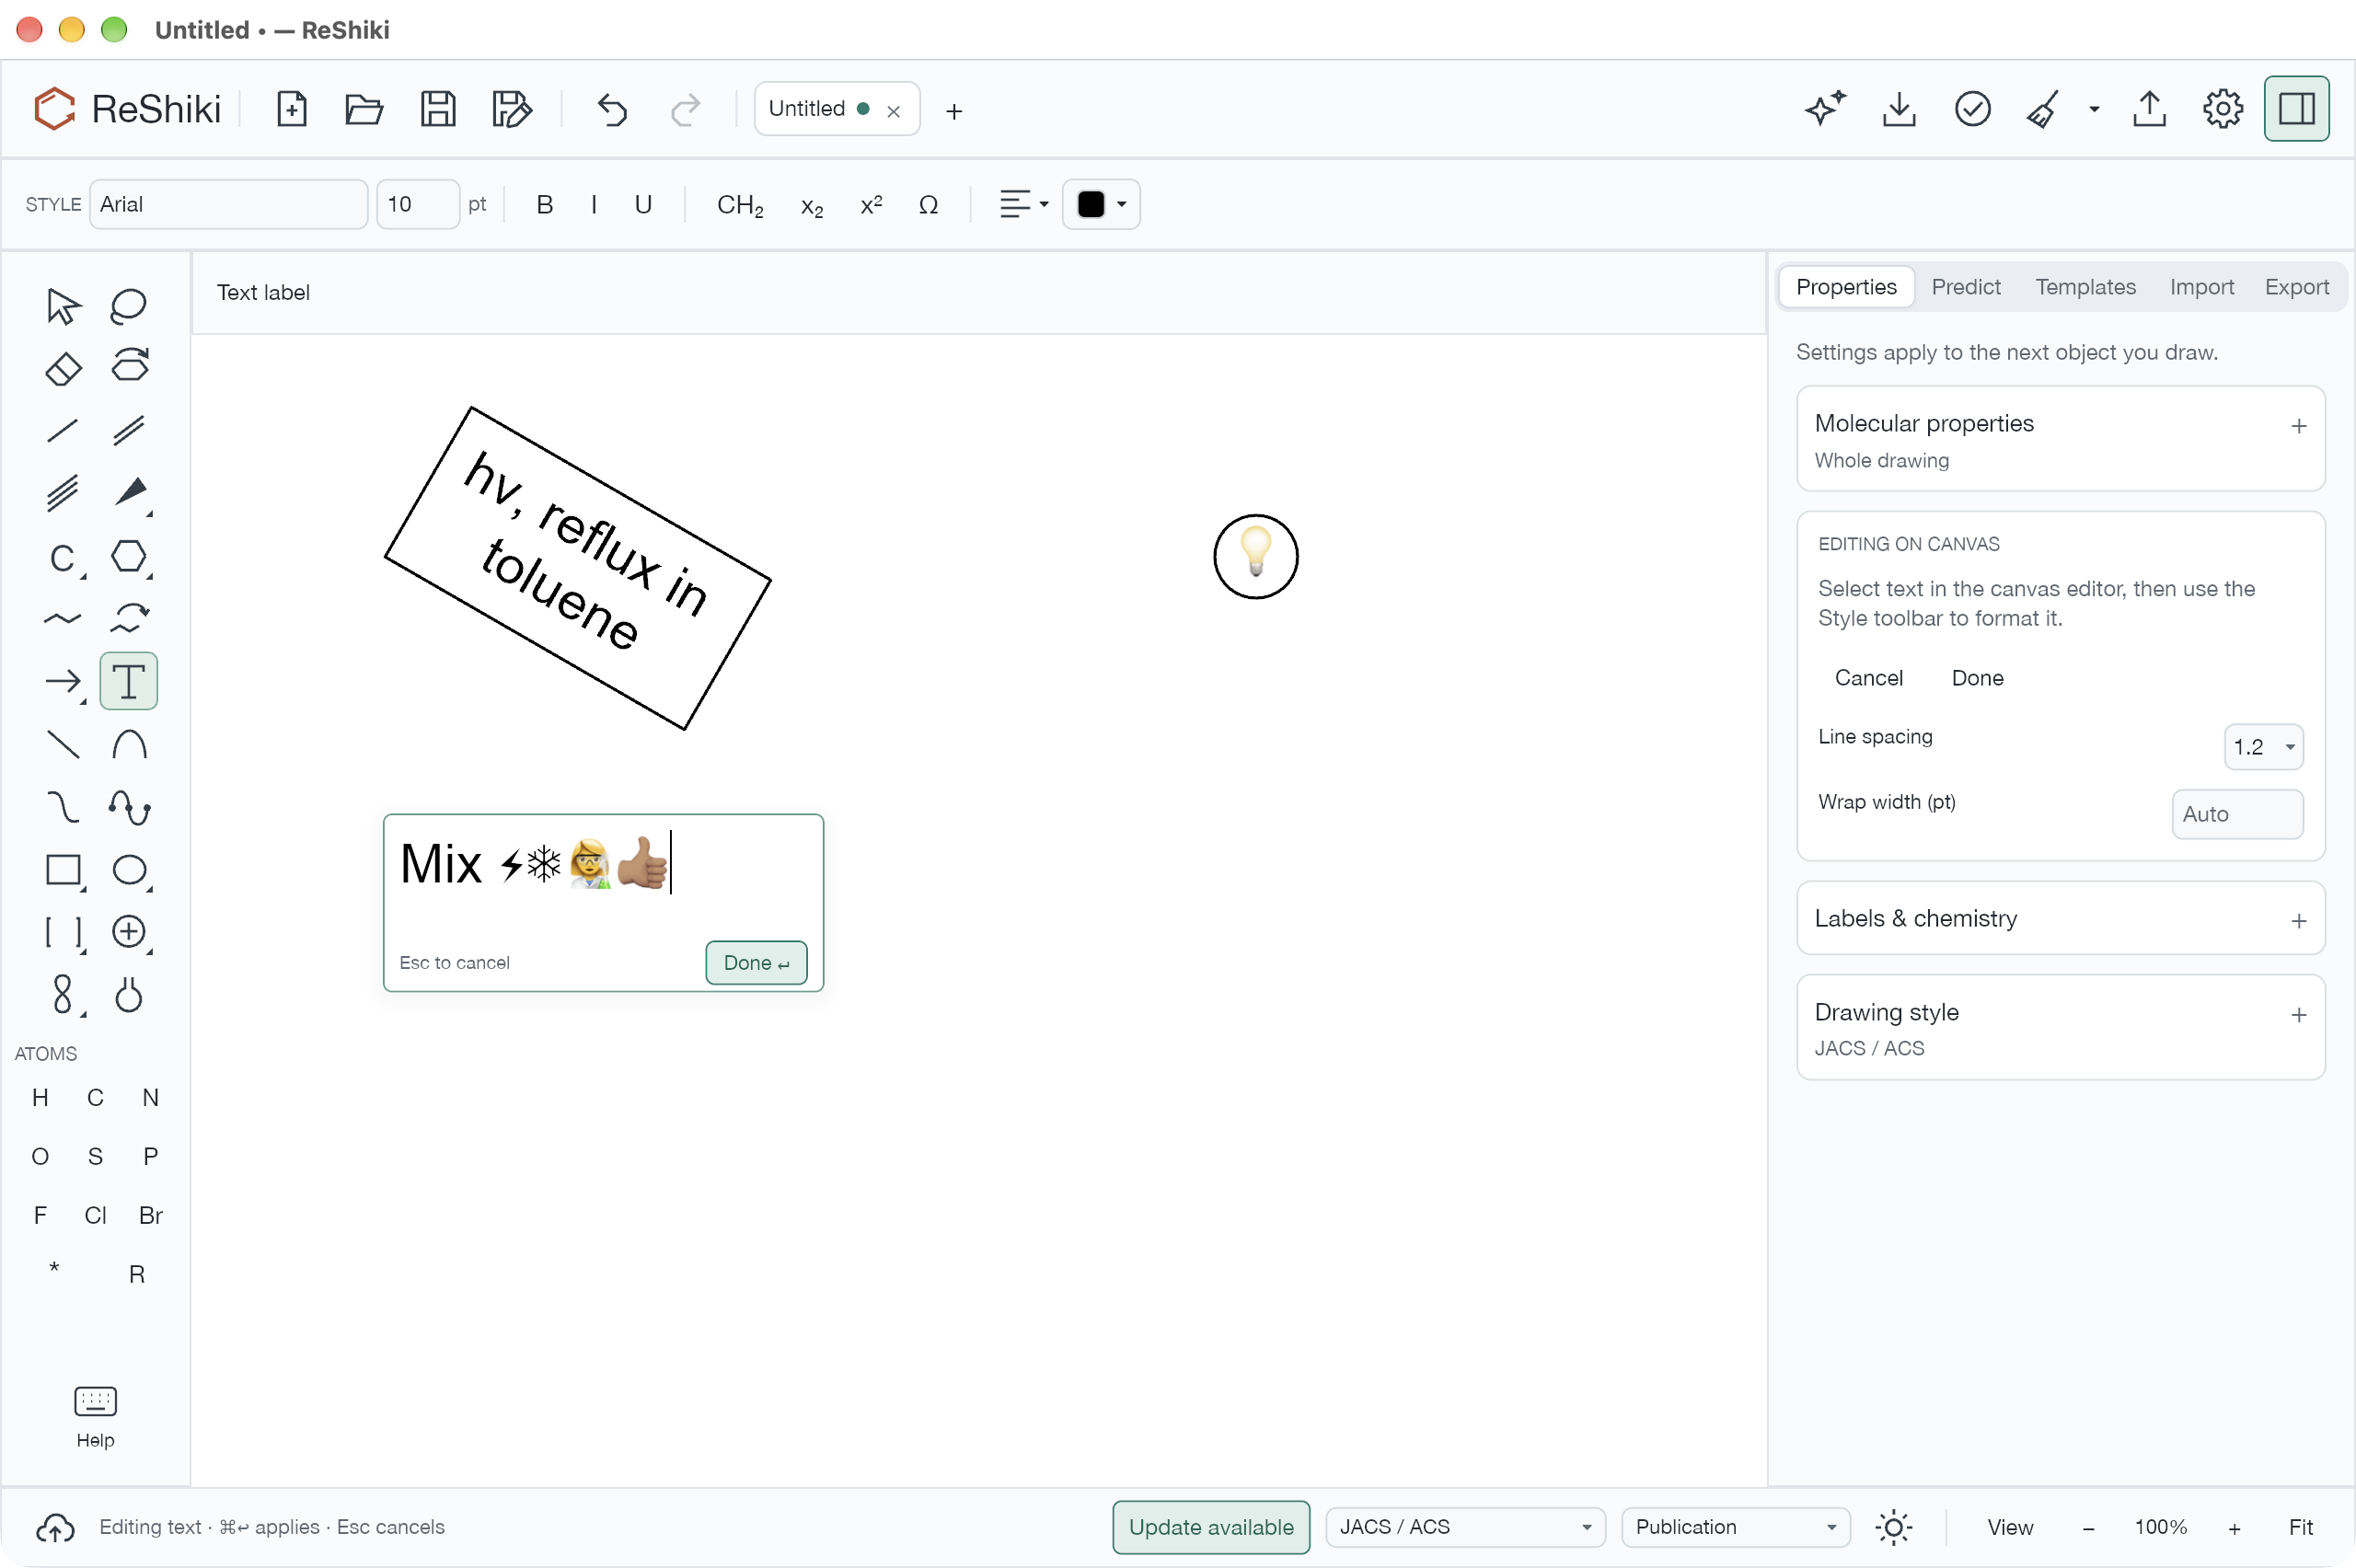 Untitled • — ReShiki
ReShiki
Untitled
STYLE Arial 10 pt B I U CH₂ x₂ x² Ω
Text label
hv, reflux in
toluene
💡
Mix ⚡︎❄︎👩‍🔬👍🏽
Esc to cancel Done ↵
C
T
ATOMS
H C N
O S P
F Cl Br
* R
Help
Properties Predict Templates Import Export
Settings apply to the next object you draw.
Molecular properties +
Whole drawing
EDITING ON CANVAS
Select text in the canvas editor, then use the
Style toolbar to format it.
Cancel Done
Line spacing 1.2
Wrap width (pt) Auto
Labels & chemistry +
Drawing style +
JACS / ACS
Editing text · ⌘↩ applies · Esc cancels
Update available JACS / ACS Publication View − 100% + Fit